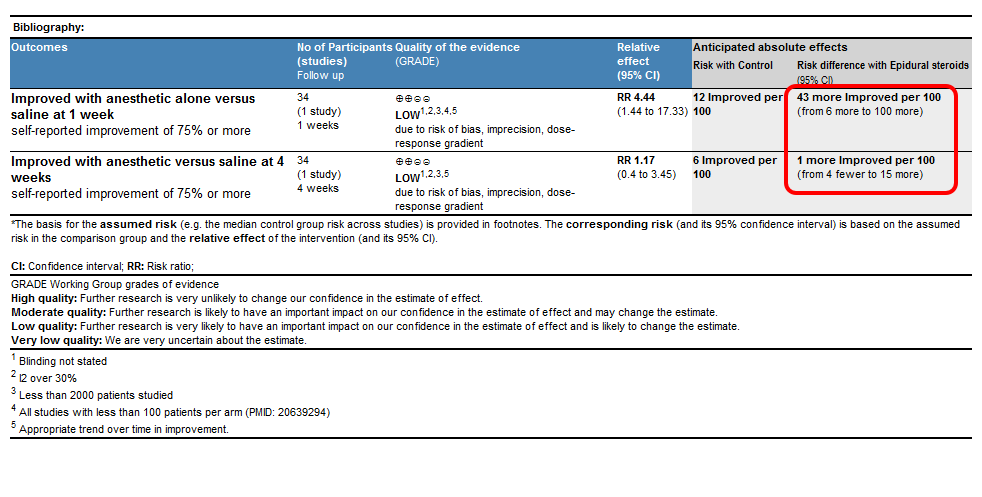 Bibliography:
Outcomes
No of Participants
(studies)
Follow up
Quality of the evidence
(GRADE)
Relative
effect
(95% CI)
Anticipated absolute effects
Risk with Control
Risk difference with Epidural steroids
(95% CI)
Improved with anesthetic alone versus
saline at 1 week
self-reported improvement of 75% or more
34
(1 study)
1 weeks
⊕⊕⊖⊖
LOW1,2,3,4,5
due to risk of bias, imprecision, dose-
response gradient
RR 4.44
(1.44 to 17.33)
12 Improved per
100
43 more Improved per 100
(from 6 more to 100 more)
Improved with anesthetic versus saline at 4
weeks
self-reported improvement of 75% or more
34
(1 study)
4 weeks
⊕⊕⊖⊖
LOW1,2,3,5
due to risk of bias, imprecision, dose-
response gradient
RR 1.17
(0.4 to 3.45)
6 Improved per
100
1 more Improved per 100
(from 4 fewer to 15 more)
*The basis for the assumed risk (e.g. the median control group risk across studies) is provided in footnotes. The corresponding risk (and its 95% confidence interval) is based on the assumed
risk in the comparison group and the relative effect of the intervention (and its 95% CI).
CI: Confidence interval; RR: Risk ratio;
GRADE Working Group grades of evidence
High quality: Further research is very unlikely to change our confidence in the estimate of effect.
Moderate quality: Further research is likely to have an important impact on our confidence in the estimate of effect and may change the estimate.
Low quality: Further research is very likely to have an important impact on our confidence in the estimate of effect and is likely to change the estimate.
Very low quality: We are very uncertain about the estimate.
1 Blinding not stated
2 I2 over 30%
3 Less than 2000 patients studied
4 All studies with less than 100 patients per arm (PMID: 20639294)
5 Appropriate trend over time in improvement.